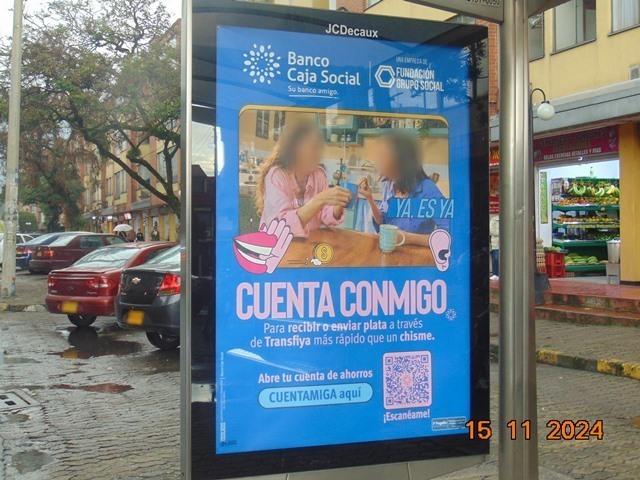 JCDecaux
Banco
Caja Social
Su banco amigo.
UNA EMPRESA DE
FUNDACIÓN
GRUPO SOCIAL
YA, ES YA
CUENTA CONMIGO
Para recibir o enviar plata a través
de Transfiya más rápido que un chisme.
Abre tu cuenta de ahorros
CUENTAMIGA aquí
¡Escanéame!
15 11 2024